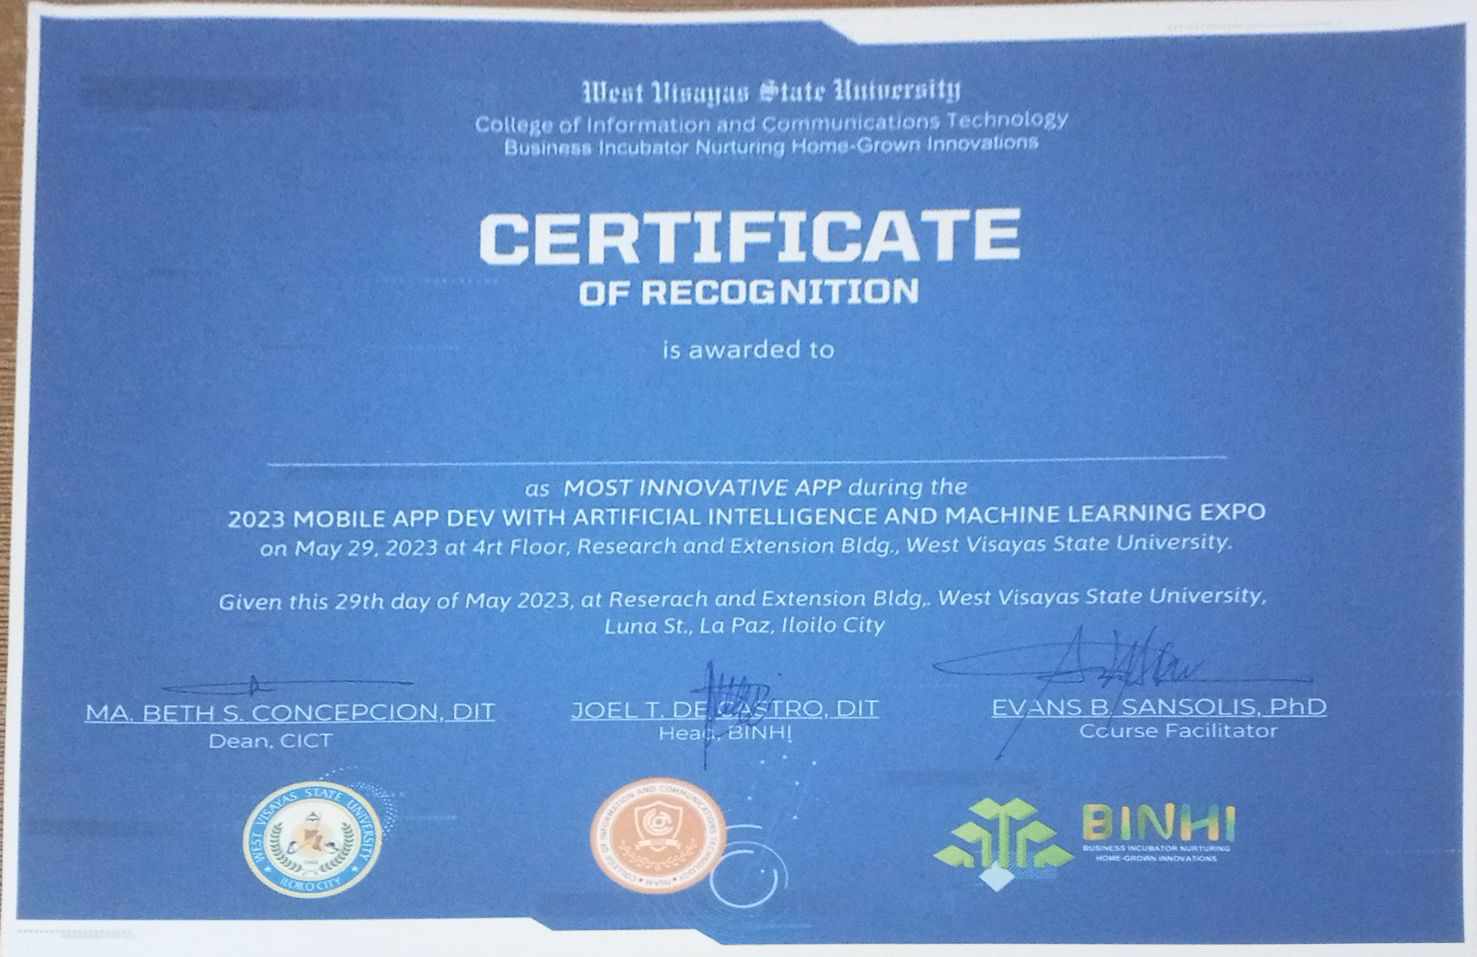 West Visayas State University
College of Information and Communications Technology
Business Incubator Nurturing Home-Grown Innovations
CERTIFICATE
OF RECOGNITION
is awarded to
as MOST INNOVATIVE APP during the
2023 MOBILE APP DEV WITH ARTIFICIAL INTELLIGENCE AND MACHINE LEARNING EXPO
on May 29, 2023 at 4rt Floor, Research and Extension Bldg., West Visayas State University.
Given this 29th day of May 2023, at Reserach and Extension Bldg,. West Visayas State University,
Luna St., La Paz, Iloilo City
MA. BETH S. CONCEPCION, DIT
Dean, CICT
JOEL T. DE CASTRO, DIT
Head, BINHI
EVANS B. SANSOLIS, PhD
Course Facilitator
WEST VISAYAS STATE UNIVERSITY
ILOILO CITY
COLLEGE OF INFORMATION AND COMMUNICATIONS TECHNOLOGY
BINHI
BUSINESS INCUBATOR NURTURING
HOME-GROWN INNOVATIONS